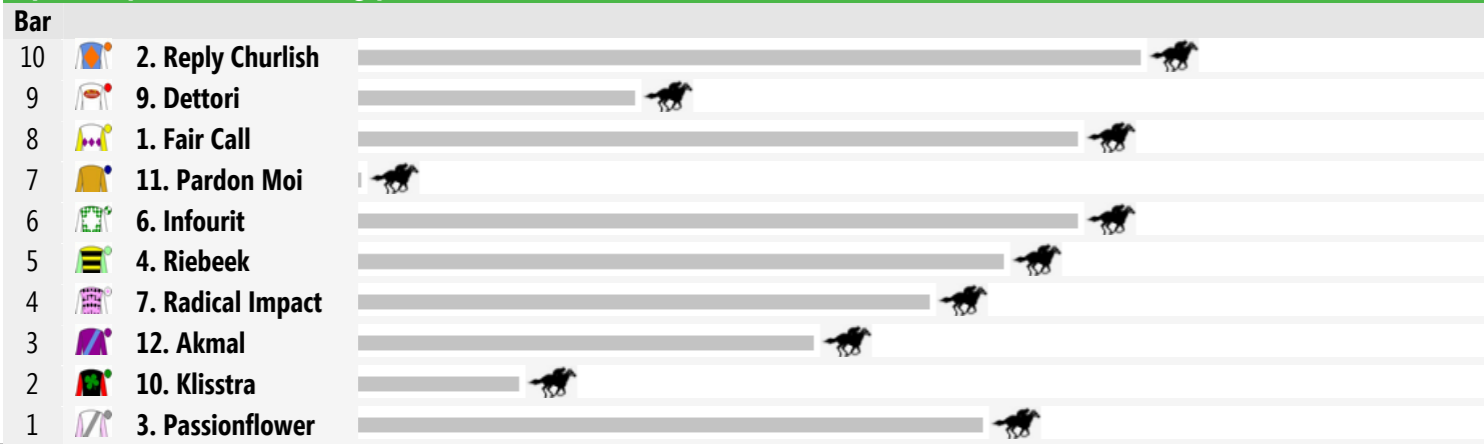 Bar
10 2. Reply Churlish
9 9. Dettori
8 1. Fair Call
7 11. Pardon Moi
6 6. Infourit
5 4. Riebeek
4 7. Radical Impact
3 12. Akmal
2 10. Klisstra
1 3. Passionflower